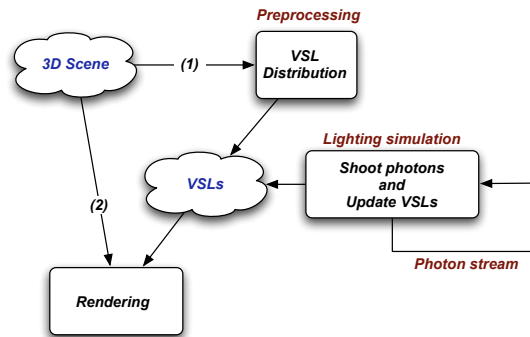 Preprocessing
3D Scene
(1)
VSL
Distribution
Lighting simulation
Shoot photons
and
Update VSLs
VSLs
(2)
Photon stream
Rendering